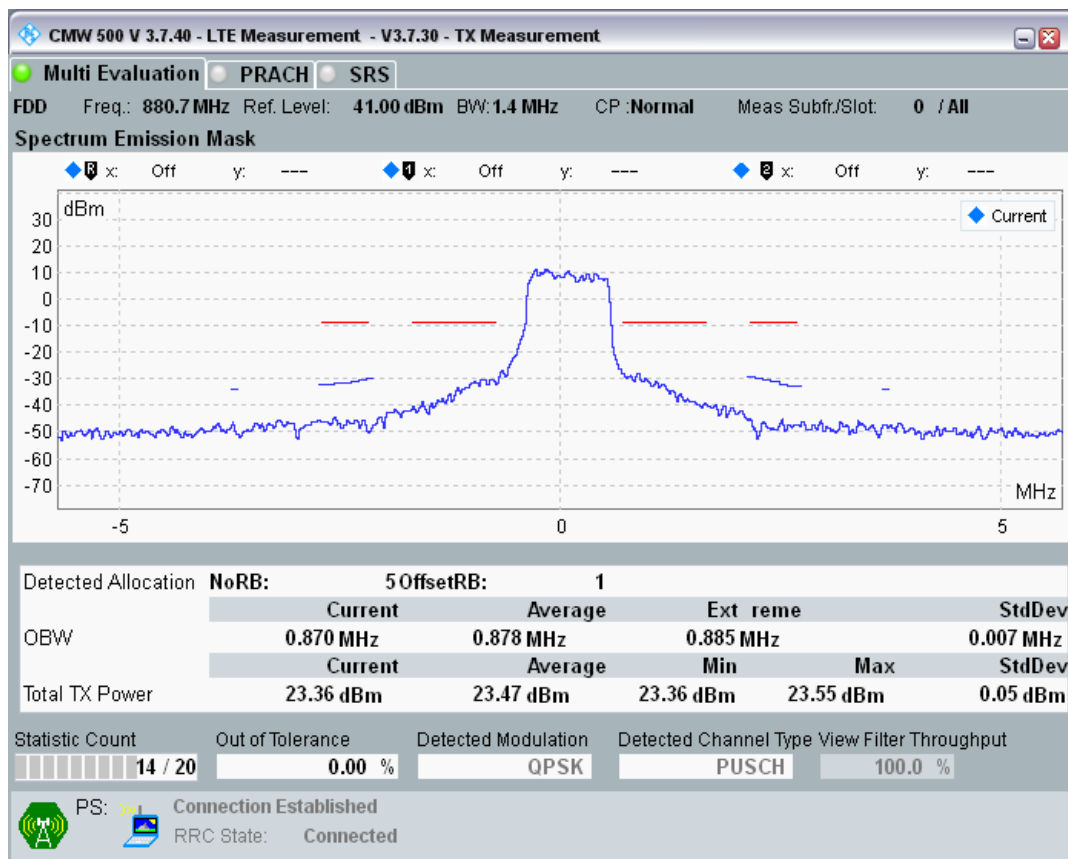 CMW 500 V 3.7.40 - LTE Measurement - V3.7.30 - TX Measurement
Multi Evaluation PRACH SRS
FDD Freq.: 880.7 MHz Ref. Level: 41.00 dBm BW: 1.4 MHz CP :Normal Meas Subfr./Slot: 0 / All
Spectrum Emission Mask
R x: Off y: --- 1 x: Off y: --- 2 x: Off y: ---
dBm
Current
30
20
10
0
-10
-20
-30
-40
-50
-60
-70
MHz
-5 0 5
Detected Allocation NoRB: 5 OffsetRB: 1
Current Average Ext reme StdDev
OBW 0.870 MHz 0.878 MHz 0.885 MHz 0.007 MHz
Current Average Min Max StdDev
Total TX Power 23.36 dBm 23.47 dBm 23.36 dBm 23.55 dBm 0.05 dBm
Statistic Count Out of Tolerance Detected Modulation Detected Channel Type View Filter Throughput
14 / 20 0.00 % QPSK PUSCH 100.0 %
PS: Connection Established
RRC State: Connected